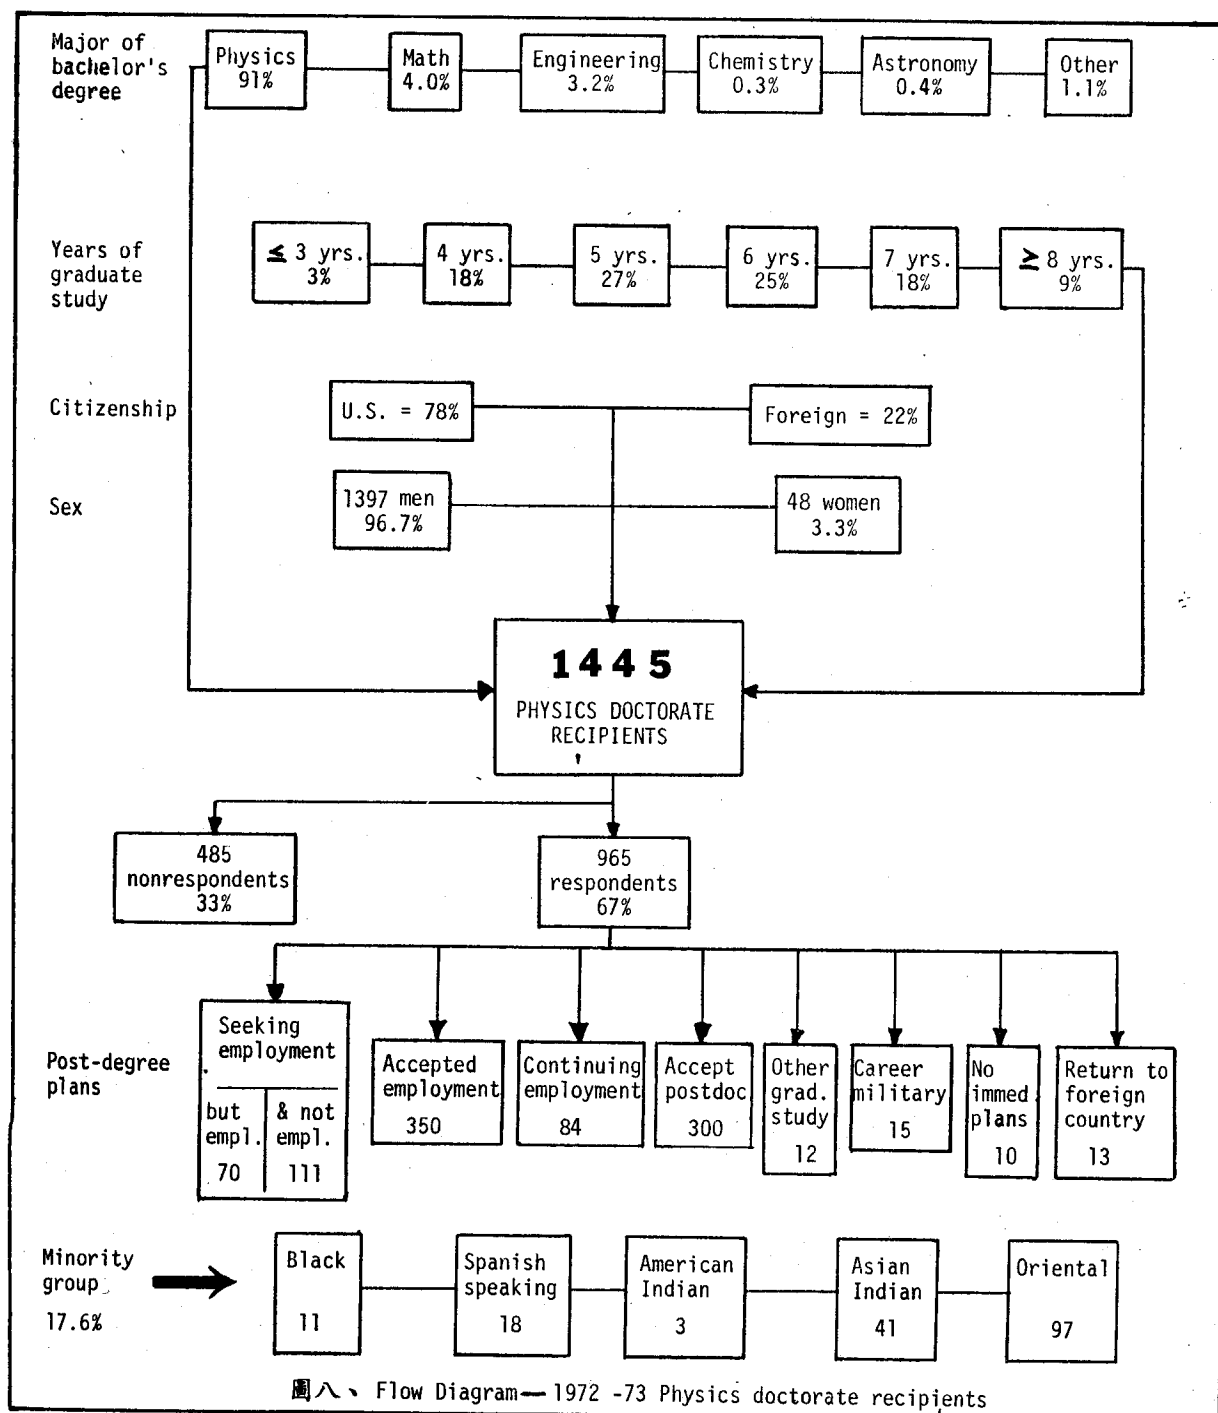 Major of
bachelor's
degree
Physics
91%
Math
4.0%
Engineering
3.2%
Chemistry
0.3%
Astronomy
0.4%
Other
1.1%
Years of
graduate
study
≤ 3 yrs.
3%
4 yrs.
18%
5 yrs.
27%
6 yrs.
25%
7 yrs.
18%
≥ 8 yrs.
9%
Citizenship
U.S. = 78%
Foreign = 22%
Sex
1397 men
96.7%
48 women
3.3%
1445
PHYSICS DOCTORATE
RECIPIENTS
485
nonrespondents
33%
965
respondents
67%
Post-degree
plans
Seeking
employment
but
empl.
70
& not
empl.
111
Accepted
employment
350
Continuing
employment
84
Accept
postdoc
300
Other
grad.
study
12
Career
military
15
No
immed
plans
10
Return to
foreign
country
13
Minority
group
17.6%
Black
11
Spanish
speaking
18
American
Indian
3
Asian
Indian
41
Oriental
97
圖八、Flow Diagram — 1972 -73 Physics doctorate recipients